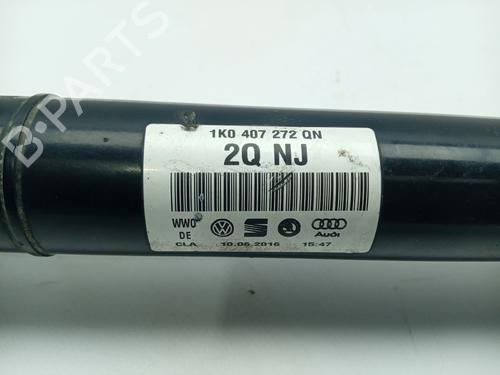 B-PARTS
1K0 407 272 QN
2Q NJ
WWO
DE
Audi
CLA 10.06.2016 15:47